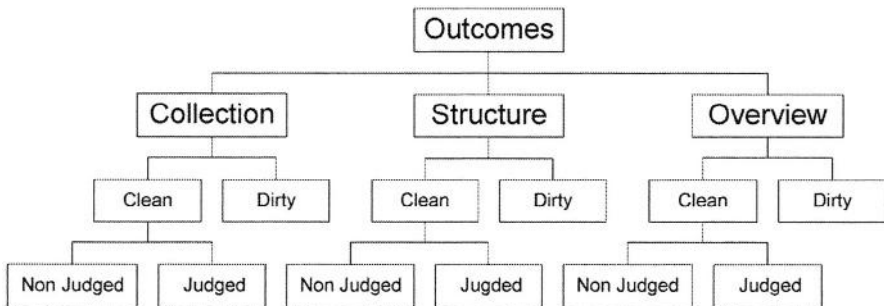 Outcomes
Collection Structure Overview
Clean Dirty Clean Dirty Clean Dirty
Non Judged Judged Non Judged Jugded Non Judged Judged